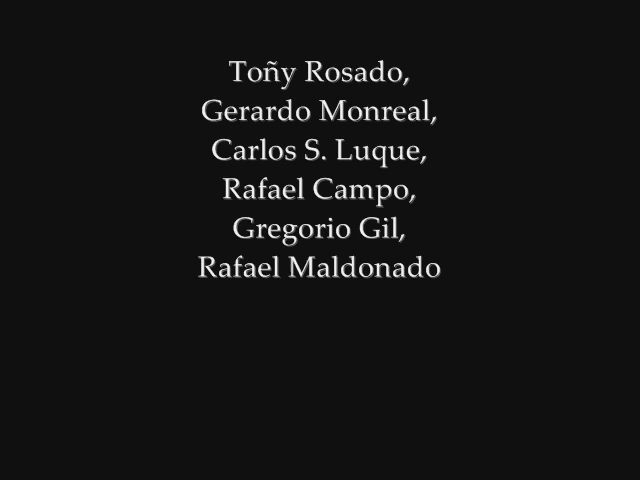 Toñy Rosado,
Gerardo Monreal,
Carlos S. Luque,
Rafael Campo,
Gregorio Gil,
Rafael Maldonado